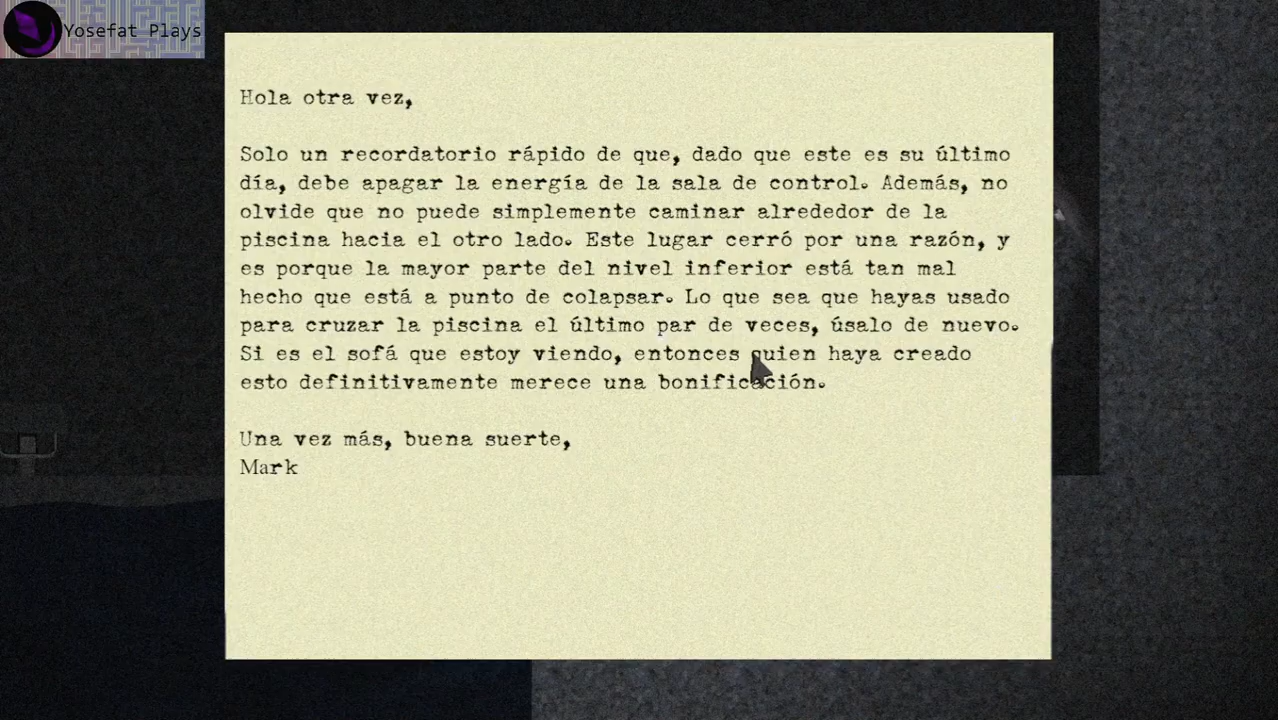 Yosefat Plays
Hola otra vez,
Solo un recordatorio rápido de que, dado que este es su último
día, debe apagar la energía de la sala de control. Además, no
olvide que no puede simplemente caminar alrededor de la
piscina hacia el otro lado. Este lugar cerró por una razón, y
es porque la mayor parte del nivel inferior está tan mal
hecho que está a punto de colapsar. Lo que sea que hayas usado
para cruzar la piscina el último par de veces, úsalo de nuevo.
Si es el sofá que estoy viendo, entonces quien haya creado
esto definitivamente merece una bonificación.
Una vez más, buena suerte,
Mark